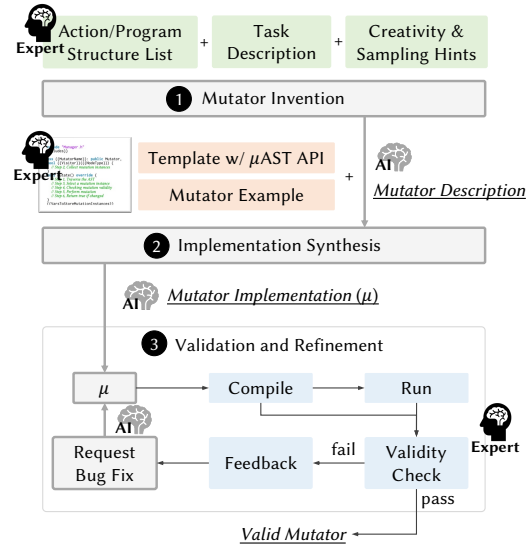 Expert
Action/Program
Structure List
+
Task
Description
+
Creativity &
Sampling Hints
1 Mutator Invention
Expert
Template w/ μAST API
Mutator Example
+
AI
Mutator Description
2 Implementation Synthesis
AI
Mutator Implementation (μ)
3 Validation and Refinement
μ
Compile
Run
AI
Expert
Request
Bug Fix
Feedback
fail
Validity
Check
pass
Valid Mutator